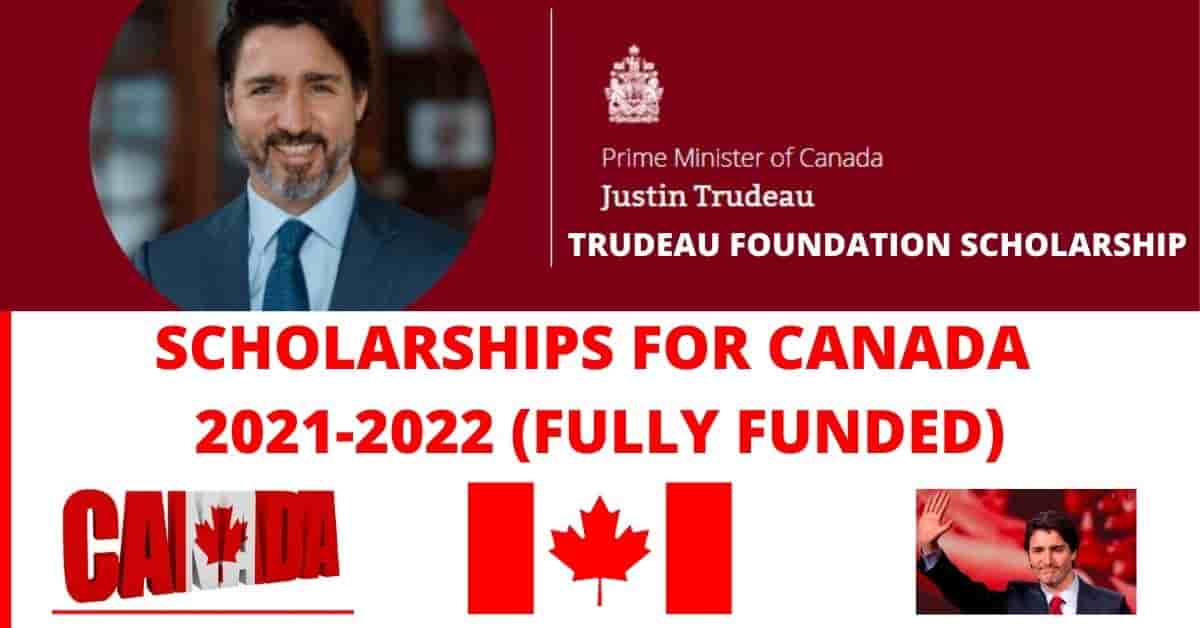 Prime Minister of Canada
Justin Trudeau
TRUDEAU FOUNDATION SCHOLARSHIP
SCHOLARSHIPS FOR CANADA
2021-2022 (FULLY FUNDED)
CANADA